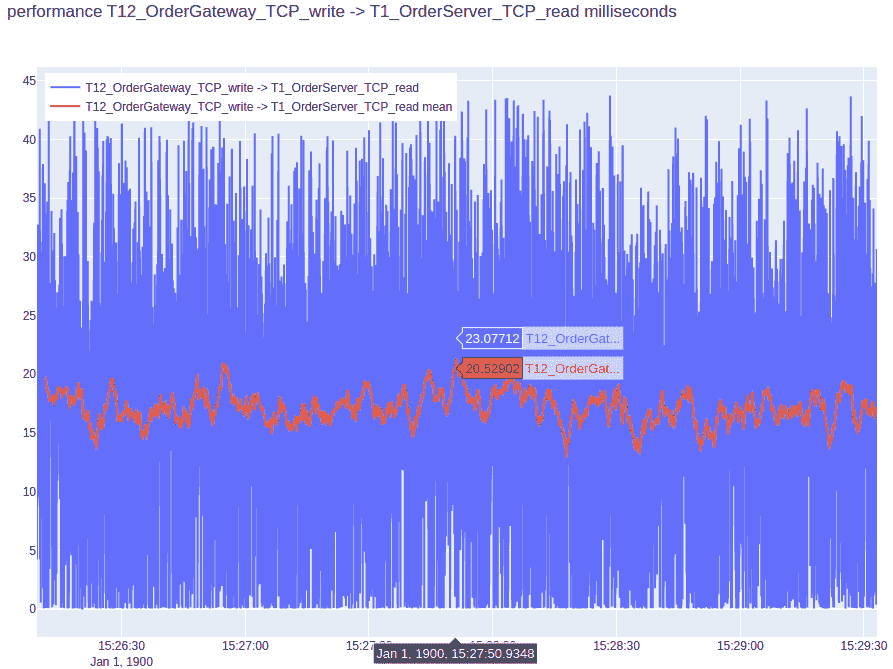 performance T12_OrderGateway_TCP_write -> T1_OrderServer_TCP_read milliseconds
T12_OrderGateway_TCP_write -> T1_OrderServer_TCP_read
T12_OrderGateway_TCP_write -> T1_OrderServer_TCP_read mean
45
40
35
30
25
20
15
10
5
0
23.07712 T12_OrderGat...
20.52902 T12_OrderGat...
15:26:30
Jan 1, 1900
15:27:00
15:28:30
15:29:00
15:29:30
Jan 1, 1900, 15:27:50.9348